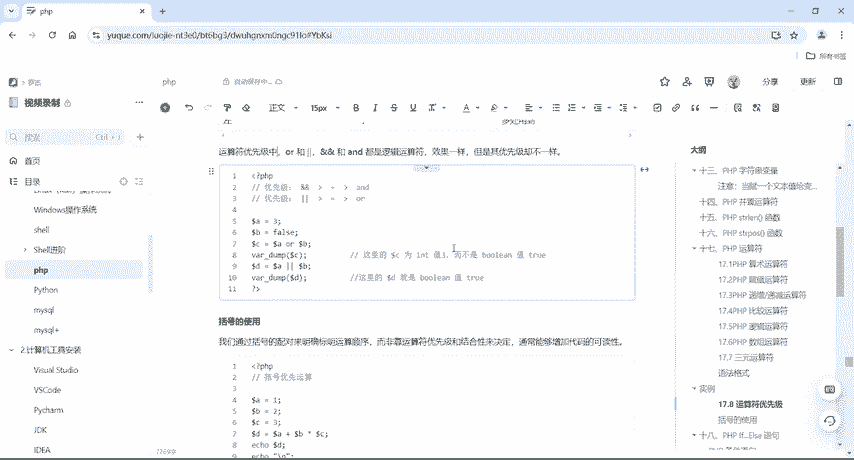 php
yuque.com/luojie-nt3e0/bt6bg3/dwuhgnxm0ngc91lo#YbKsi
所有书签
视频录制
php
自动保存中...
分享
更新
正文
15px
搜索
Ctrl + J
首页
目录
Windows操作系统
shell
Shell进阶
php
Python
mysql
mysql+
2.计算机工具安装
Visual Studio
VSCode
Pycharm
JDK
IDEA
运算符优先级中，or 和 ||，&& 和 and 都是逻辑运算符，效果一样，但是其优先级却不一样。
1 <?php
2 // 优先级： && > = > and
3 // 优先级： || > = > or
4
5 $a = 3;
6 $b = false;
7 $c = $a or $b;
8 var_dump($c); // 这里的 $c 为 int 值3，而不是 boolean 值 true
9 $d = $a || $b;
10 var_dump($d); //这里的 $d 就是 boolean 值 true
11 ?>
括号的使用
我们通过括号的配对来明确标明运算顺序，而非靠运算符优先级和结合性来决定，通常能够增加代码的可读性。
1 <?php
2 // 括号优先运算
3
4 $a = 1;
5 $b = 2;
6 $c = 3;
7 $d = $a + $b * $c;
8 echo $d;
9 echo "\n";
大纲
十三、PHP 字符串变量
注意：当赋一个文本值给变...
十四、PHP 并置运算符
十五、PHP strlen() 函数
十六、PHP strpos() 函数
十七、PHP 运算符
17.1PHP 算术运算符
17.2PHP 赋值运算符
17.3PHP 递增/递减运算符
17.4PHP 比较运算符
17.5PHP 逻辑运算符
17.6PHP 数组运算符
17.7 三元运算符
语法格式
实例
17.8 运算符优先级
括号的使用
十八、PHP If...Else 语句